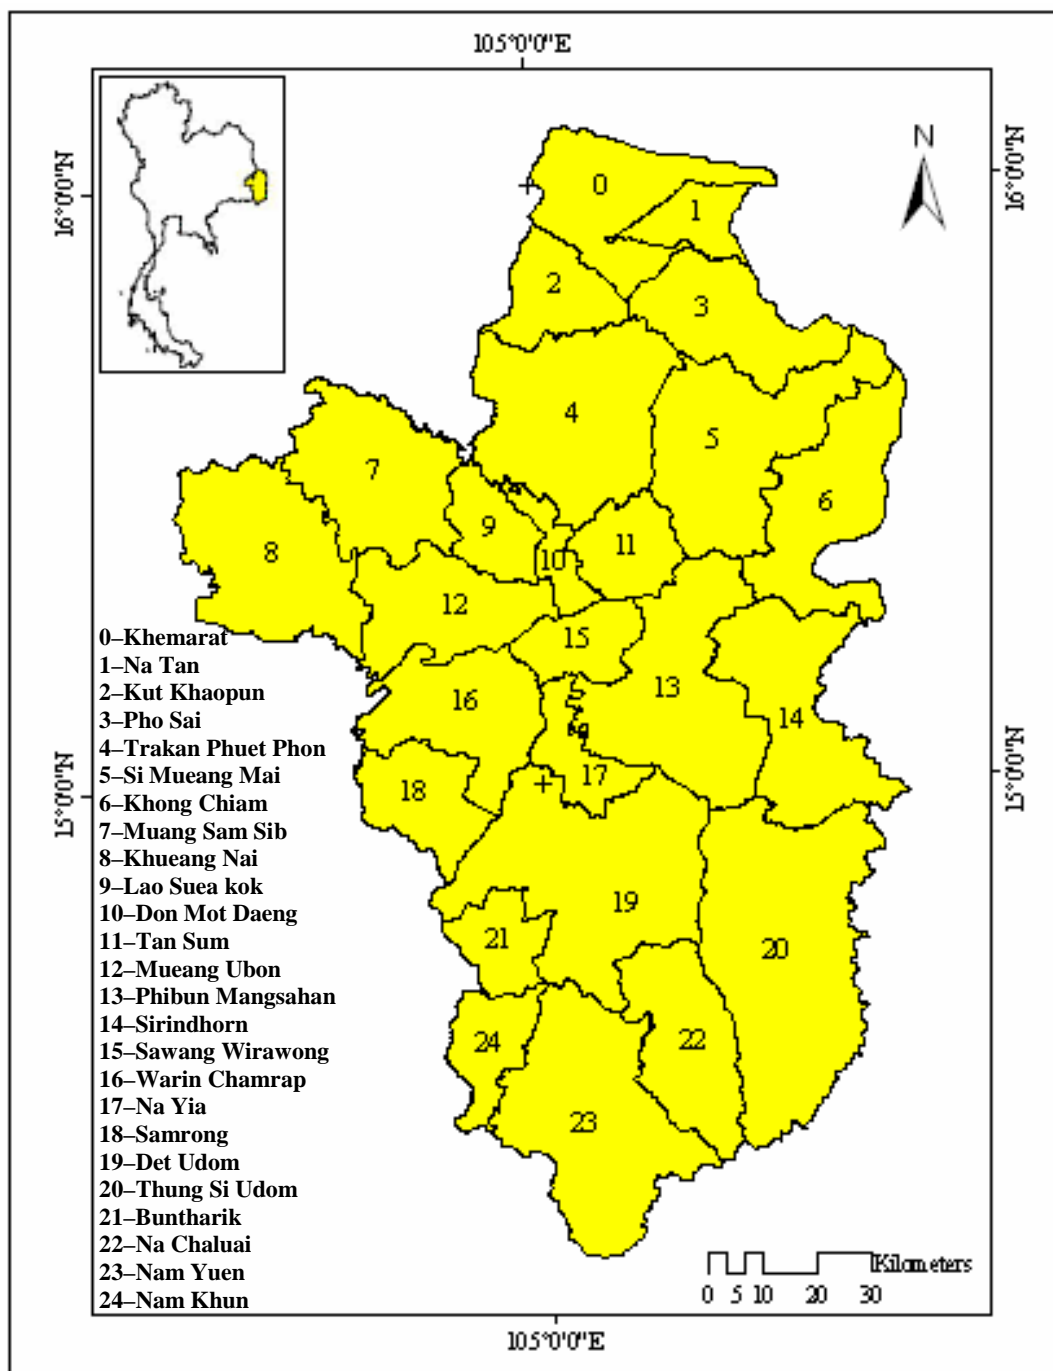 105°0'0"E
N
16°0'0"N
16°0'0"N
0
1
2
3
4
5
6
7
8
9
10
11
12
13
14
15
16
17
18
19
20
21
22
23
24
15°0'0"N
15°0'0"N
0–Khemarat
1–Na Tan
2–Kut Khaopun
3–Pho Sai
4–Trakan Phuet Phon
5–Si Mueang Mai
6–Khong Chiam
7–Muang Sam Sib
8–Khueang Nai
9–Lao Suea kok
10–Don Mot Daeng
11–Tan Sum
12–Mueang Ubon
13–Phibun Mangsahan
14–Sirindhorn
15–Sawang Wirawong
16–Warin Chamrap
17–Na Yia
18–Samrong
19–Det Udom
20–Thung Si Udom
21–Buntharik
22–Na Chaluai
23–Nam Yuen
24–Nam Khun
Kilometers
0 5 10 20 30
105°0'0"E